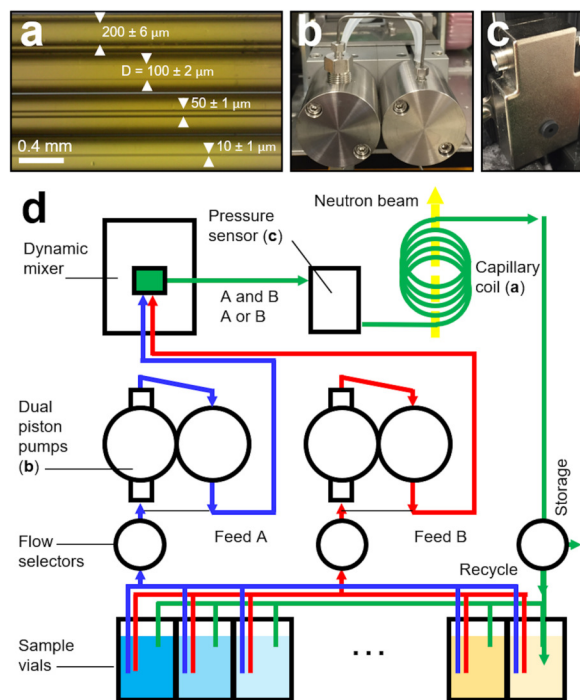 a
200 ± 6 µm
D = 100 ± 2 µm
50 ± 1 µm
10 ± 1 µm
0.4 mm
b
c
d
Neutron beam
Dynamic
mixer
Pressure
sensor (c)
Capillary
coil (a)
A and B
A or B
Dual
piston
pumps
(b)
Storage
Flow
selectors
Feed A
Feed B
Recycle
Sample
vials
...